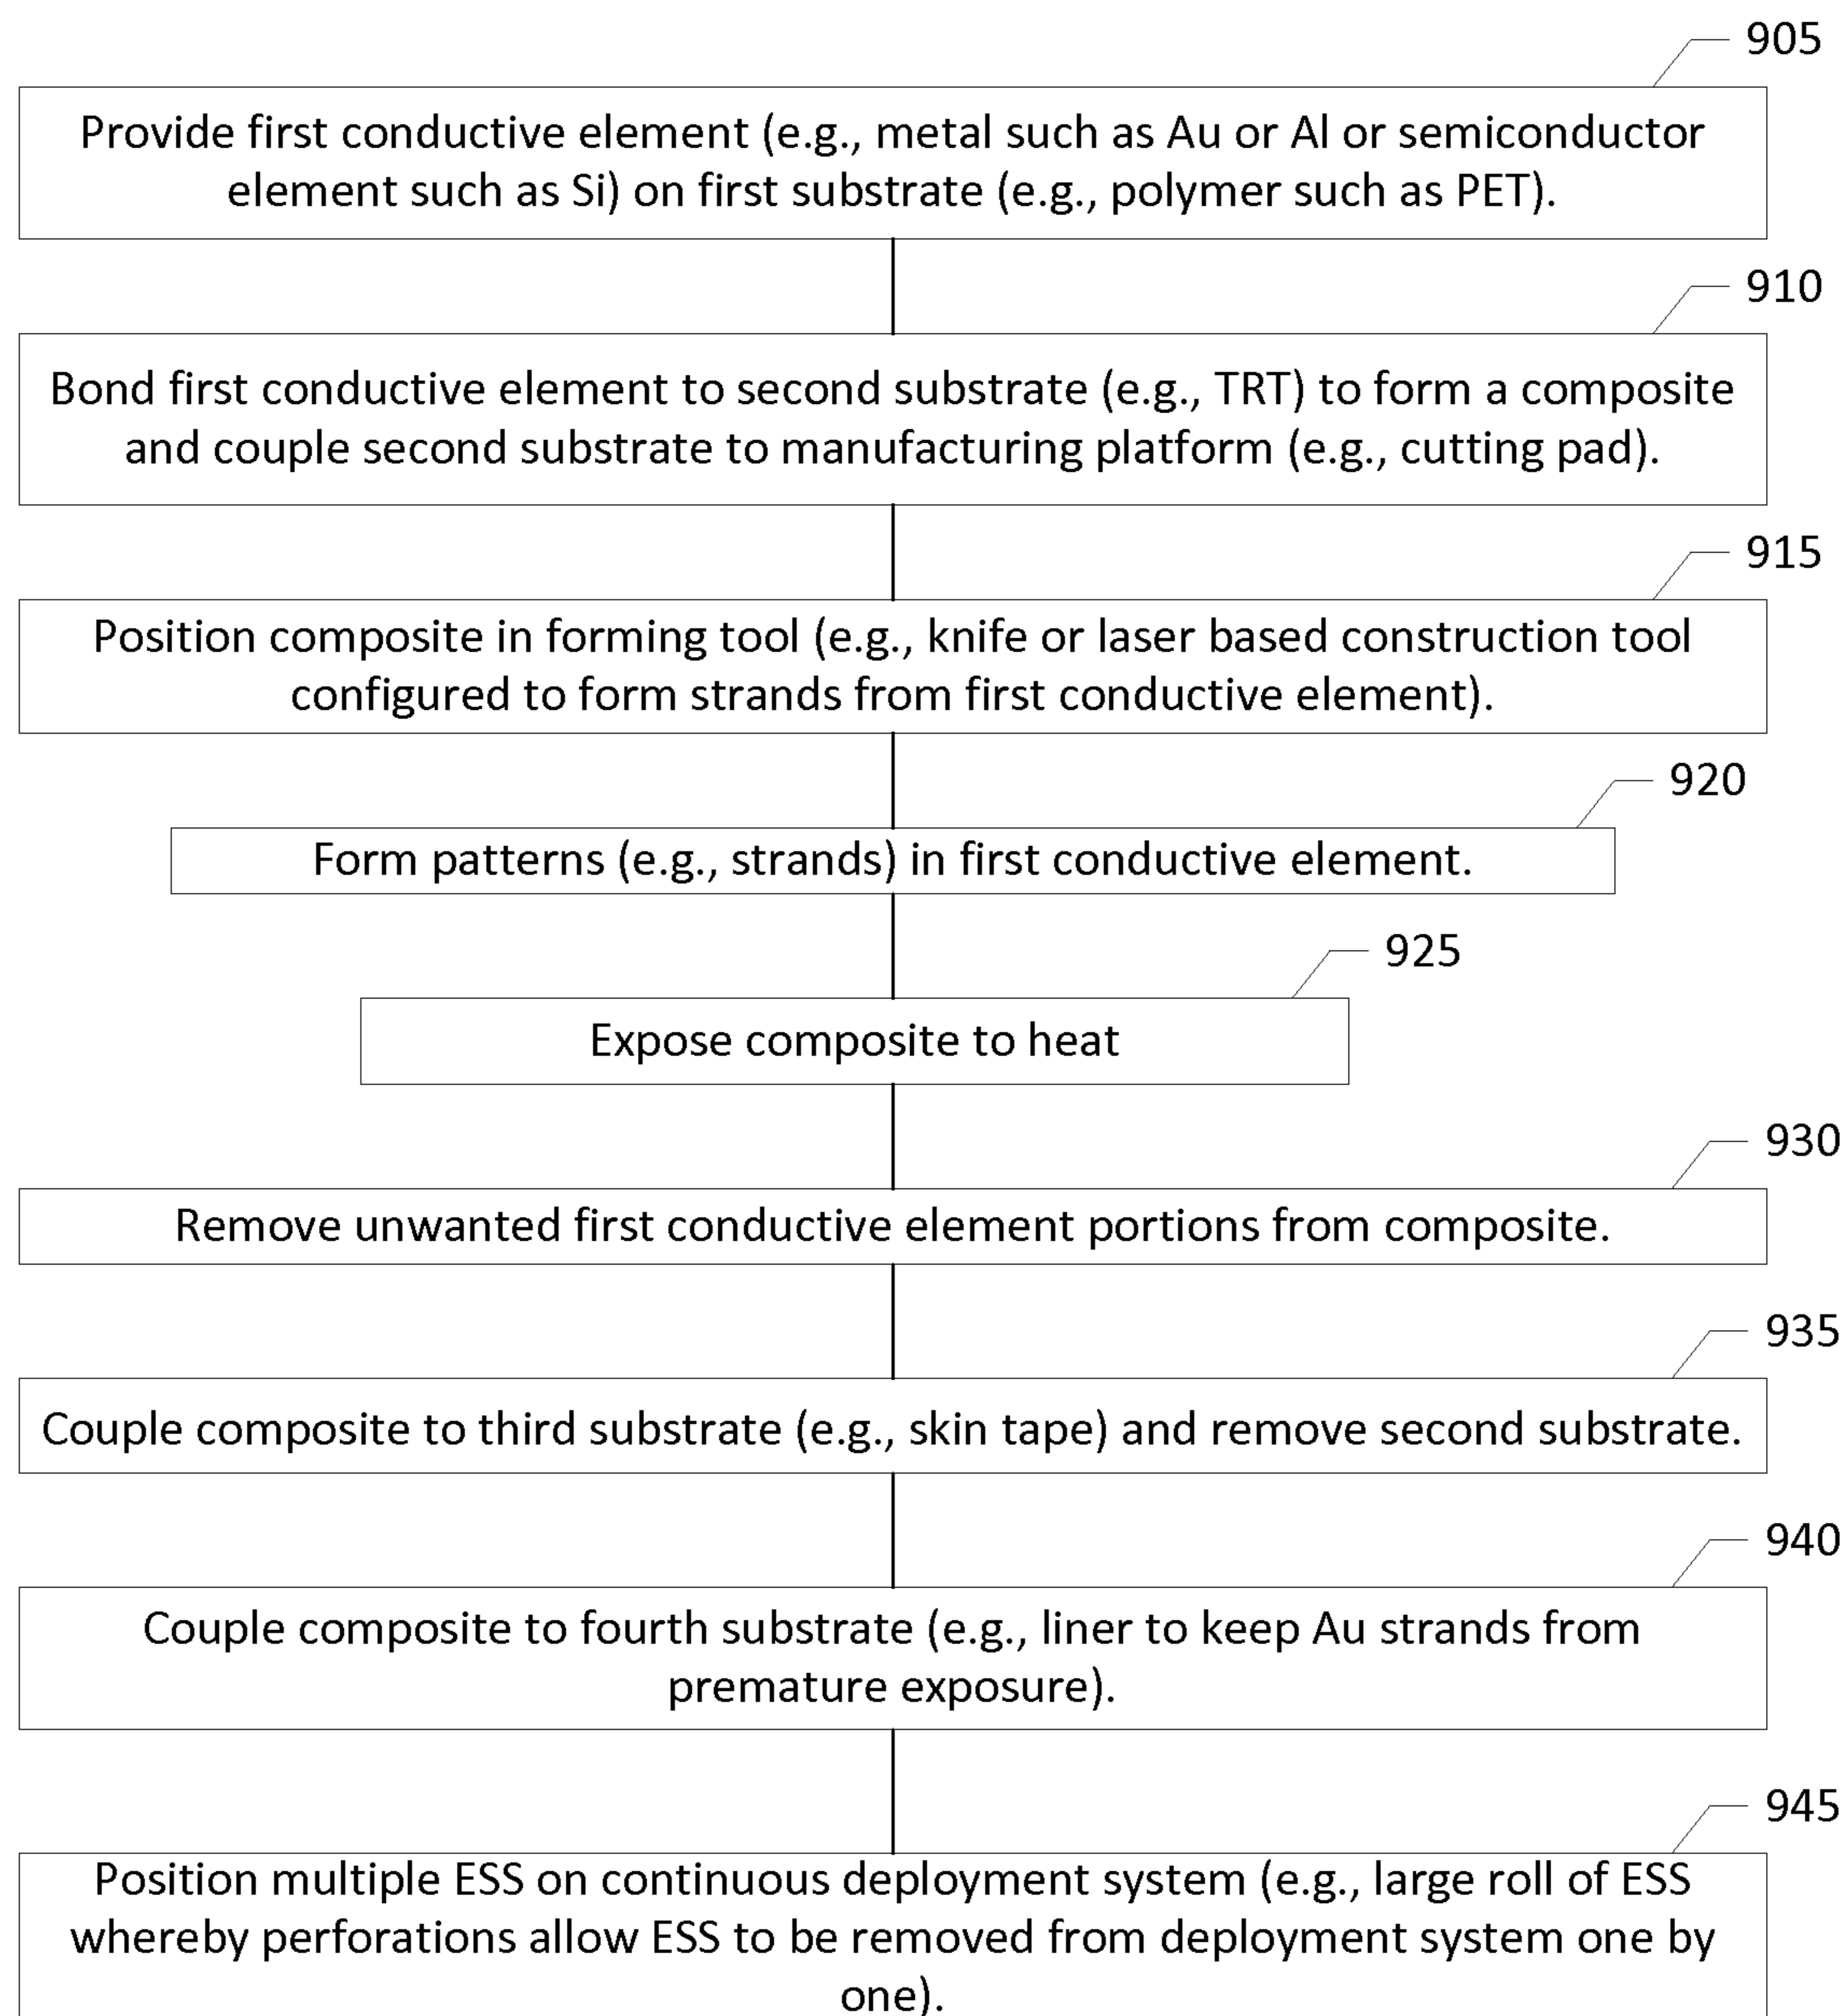 905
Provide first conductive element (e.g., metal such as Au or Al or semiconductor
element such as Si) on first substrate (e.g., polymer such as PET).
910
Bond first conductive element to second substrate (e.g., TRT) to form a composite
and couple second substrate to manufacturing platform (e.g., cutting pad).
915
Position composite in forming tool (e.g., knife or laser based construction tool
configured to form strands from first conductive element).
920
Form patterns (e.g., strands) in first conductive element.
925
Expose composite to heat
930
Remove unwanted first conductive element portions from composite.
935
Couple composite to third substrate (e.g., skin tape) and remove second substrate.
940
Couple composite to fourth substrate (e.g., liner to keep Au strands from
premature exposure).
945
Position multiple ESS on continuous deployment system (e.g., large roll of ESS
whereby perforations allow ESS to be removed from deployment system one by
one).